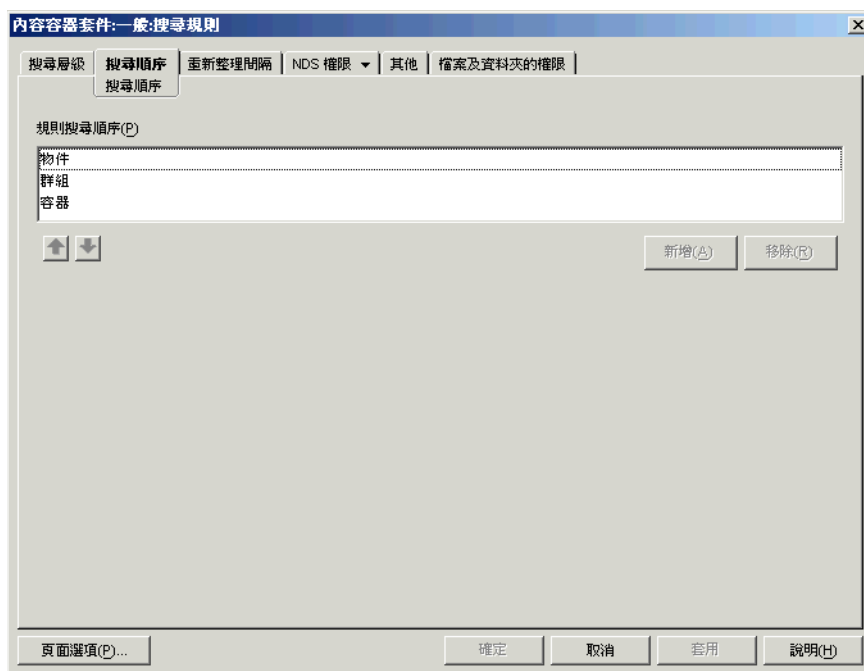 內容容器套件:一般:搜尋規則
搜尋層級 搜尋順序 重新整理間隔 NDS 權限 其他 檔案及資料夾的權限
搜尋順序
規則搜尋順序(P)
物件
群組
容器
新增(A) 移除(R)
頁面選項(P)... 確定 取消 套用 說明(H)